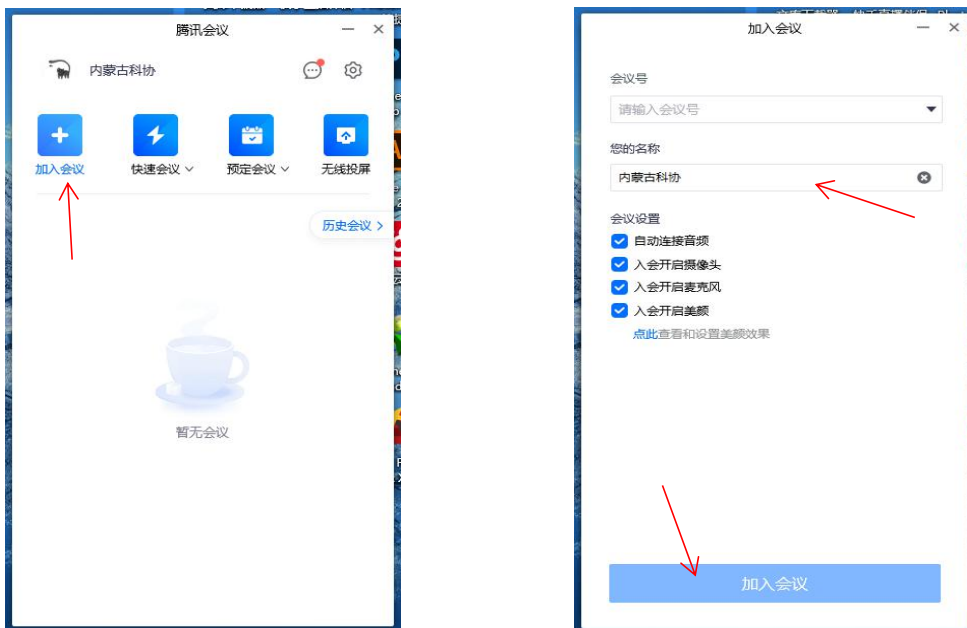 腾讯会议
内蒙古科协
加入会议
快速会议
预定会议
无线投屏
历史会议
暂无会议
加入会议
会议号
请输入会议号
您的名称
内蒙古科协
会议设置
自动连接音频
入会开启摄像头
入会开启麦克风
入会开启美颜
点此查看和设置美颜效果
加入会议